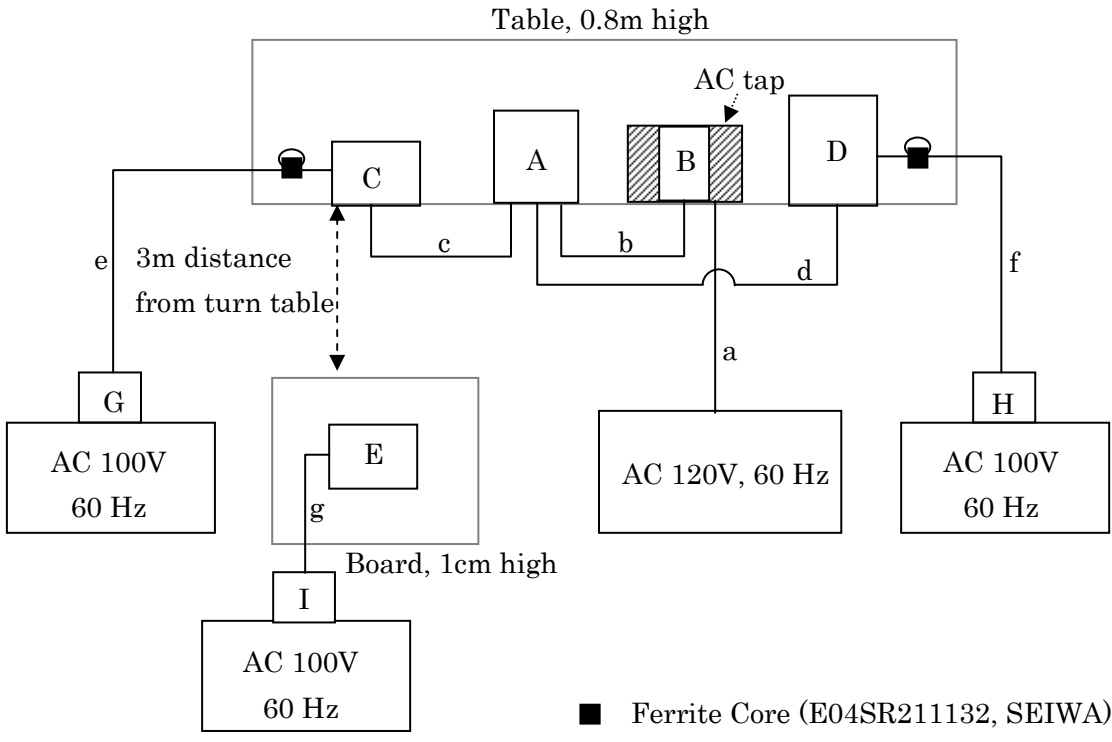 Table, 0.8m high
AC tap
C
A
B
D
c
b
d
e
3m distance
from turn table
f
a
G
E
H
AC 100V
60 Hz
g
AC 120V, 60 Hz
AC 100V
60 Hz
Board, 1cm high
I
AC 100V
60 Hz
Ferrite Core (E04SR211132, SEIWA)